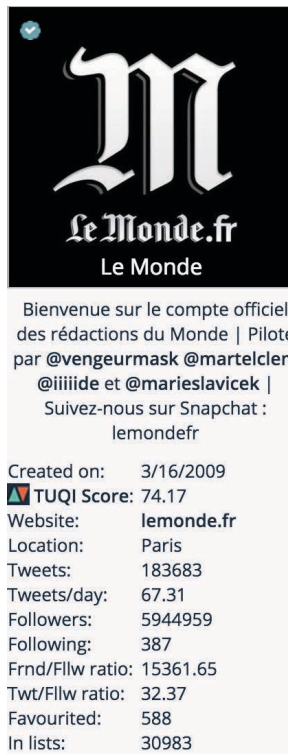 M
Le Monde.fr
Le Monde
Bienvenue sur le compte officiel
des rédactions du Monde | Pilote
par @vengeurmask @martelclem
@iiiiide et @marieslavicek |
Suivez-nous sur Snapchat :
lemondefr
Created on: 3/16/2009
TUQI Score: 74.17
Website: lemonde.fr
Location: Paris
Tweets: 183683
Tweets/day: 67.31
Followers: 5944959
Following: 387
Frnd/Fllw ratio: 15361.65
Twt/Fllw ratio: 32.37
Favourited: 588
In lists: 30983